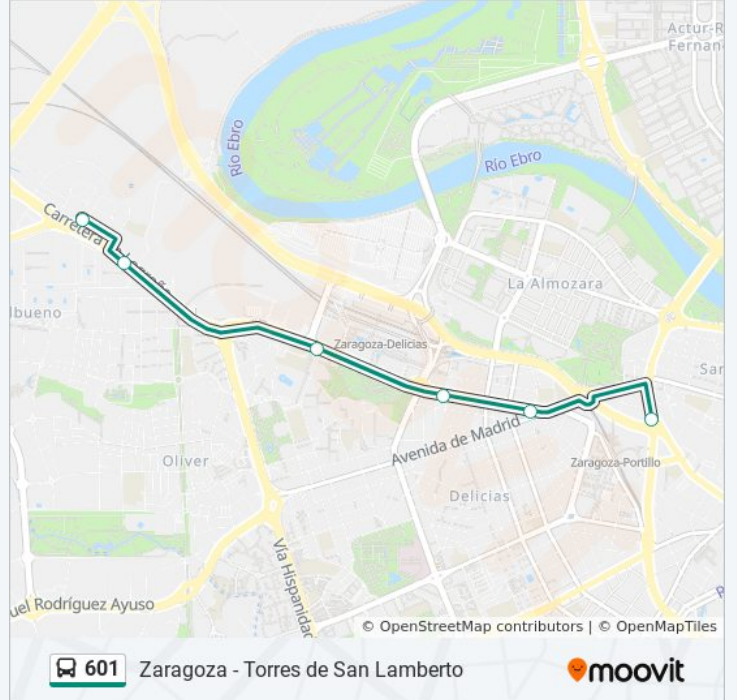 Actur-R
Fernan
Río Ebro
Río Ebro
Carretera
La Almozara
lbueno
Zaragoza-Delicias
San
Avenida de Madrid
Oliver
Zaragoza-Portillo
Delicias
Vía Hispanidad
uel Rodríguez Ayuso
© OpenStreetMap contributors | © OpenMapTiles
601 Zaragoza - Torres de San Lamberto
moovit